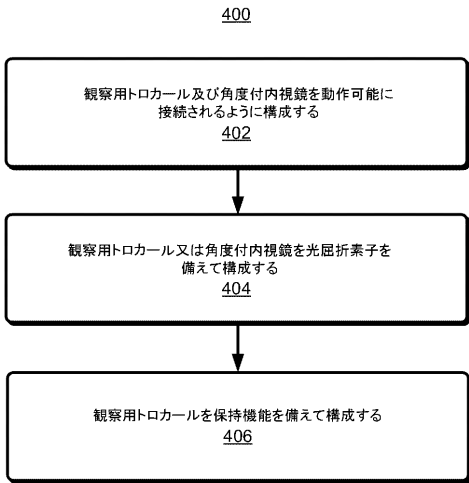 400
観察用トロカール及び角度付内視鏡を動作可能に
接続されるように構成する
402
観察用トロカール又は角度付内視鏡を光屈折素子を
備えて構成する
404
観察用トロカールを保持機能を備えて構成する
406